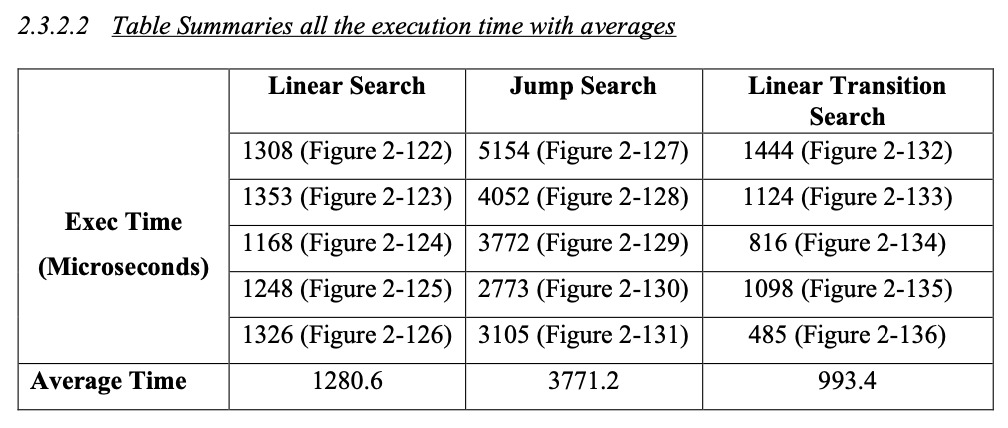 2.3.2.2 Table Summaries all the execution time with averages
Linear Search Jump Search Linear Transition Search
Exec Time (Microseconds)
1308 (Figure 2-122) 5154 (Figure 2-127) 1444 (Figure 2-132)
1353 (Figure 2-123) 4052 (Figure 2-128) 1124 (Figure 2-133)
1168 (Figure 2-124) 3772 (Figure 2-129) 816 (Figure 2-134)
1248 (Figure 2-125) 2773 (Figure 2-130) 1098 (Figure 2-135)
1326 (Figure 2-126) 3105 (Figure 2-131) 485 (Figure 2-136)
Average Time 1280.6 3771.2 993.4